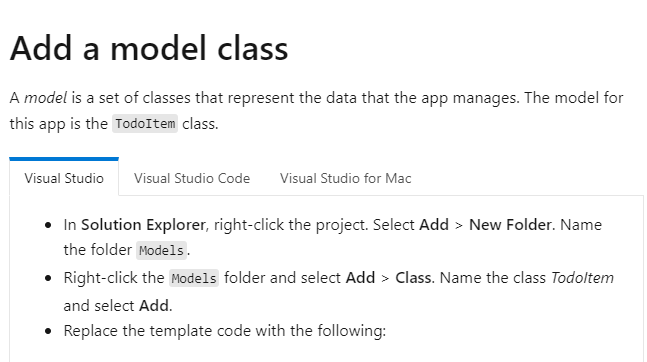 Add a model class
A model is a set of classes that represent the data that the app manages. The model for
this app is the TodoItem class.
Visual Studio Visual Studio Code Visual Studio for Mac
• In Solution Explorer, right-click the project. Select Add > New Folder. Name
the folder Models.
• Right-click the Models folder and select Add > Class. Name the class TodoItem
and select Add.
• Replace the template code with the following: